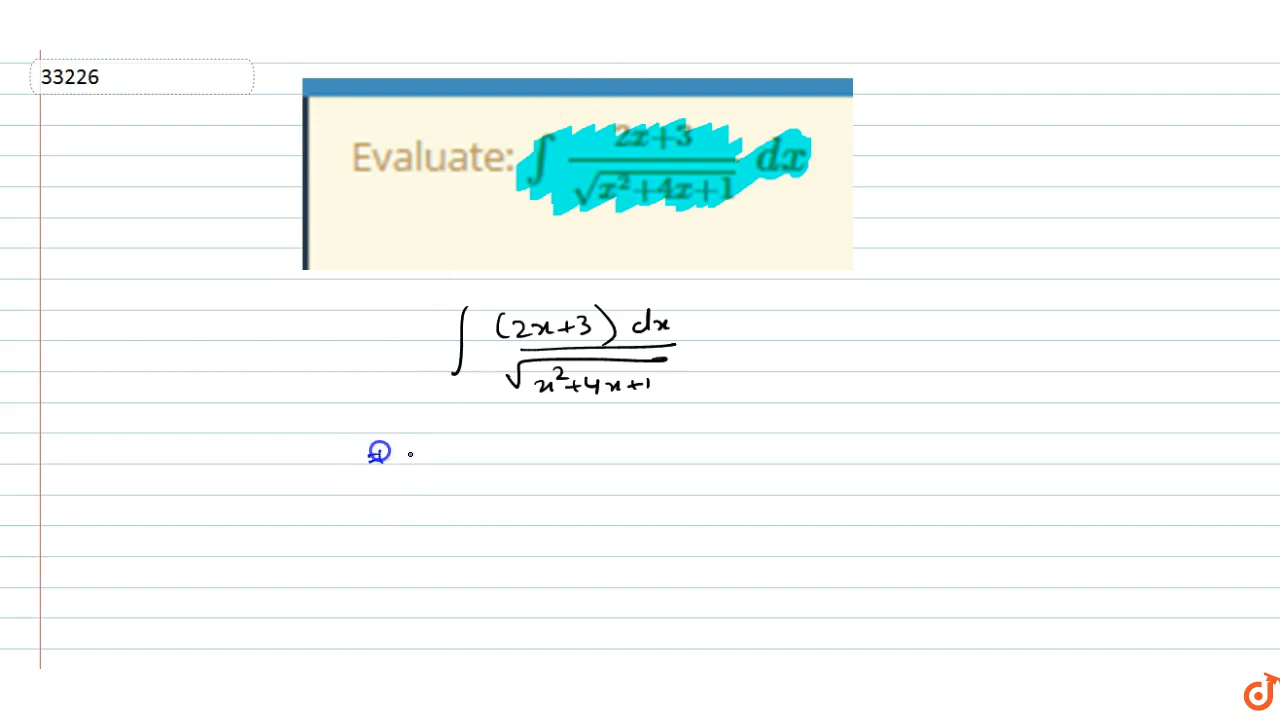 33226
Evaluate: ∫ 2x+3 / √x²+4x+1 dx
∫ (2x+3) dx / √x²+4x+1